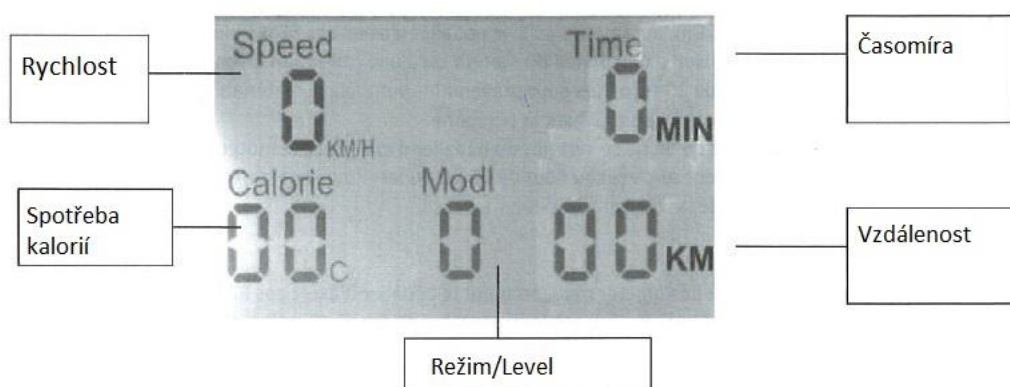 Rychlost
Speed
0 KM/H
Time
0 MIN
Časomíra
Spotřeba
kalorií
Calorie
00 C
Modl
0
00 KM
Vzdálenost
Režim/Level